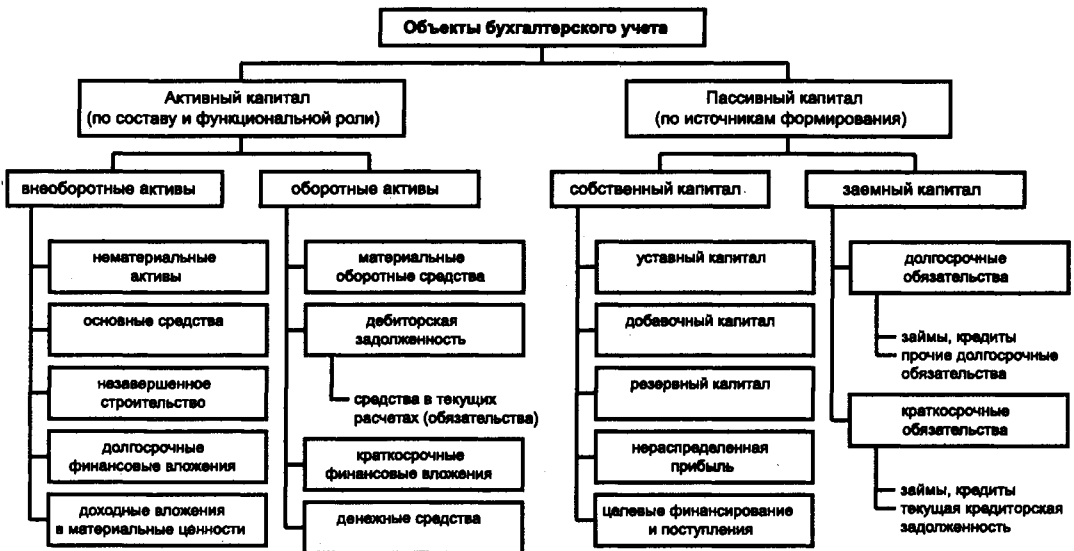 Объекты бухгалтерского учета
Активный капитал
(по составу и функциональной роли)
Пассивный капитал
(по источникам формирования)
внеоборотные активы
оборотные активы
собственный капитал
заемный капитал
нематериальные
активы
основные средства
незавершенное
строительство
долгосрочные
финансовые вложения
доходные вложения
в материальные ценности
материальные
оборотные средства
дебиторская
задолженность
средства в текущих
расчетах (обязательства)
краткосрочные
финансовые вложения
денежные средства
уставный капитал
добавочный капитал
резервный капитал
нераспределенная
прибыль
целевые финансирование
и поступления
долгосрочные
обязательства
займы, кредиты
прочие долгосрочные
обязательства
краткосрочные
обязательства
займы, кредиты
текущая кредиторская
задолженность